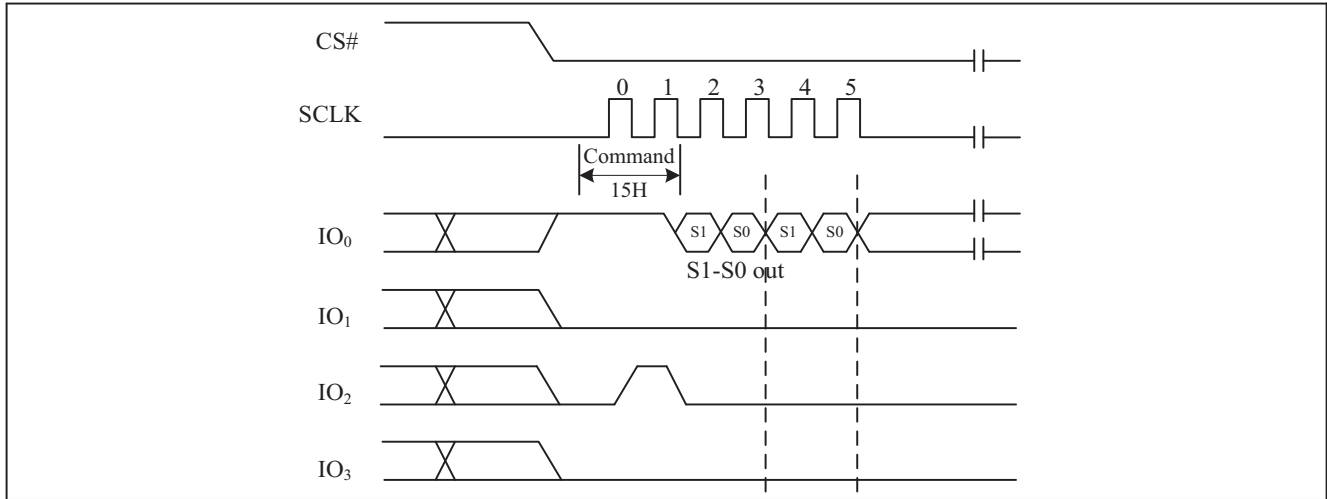 CS#
0 1 2 3 4 5
SCLK
Command
15H
IO₀
S1 S0 S1 S0
S1-S0 out
IO₁
IO₂
IO₃